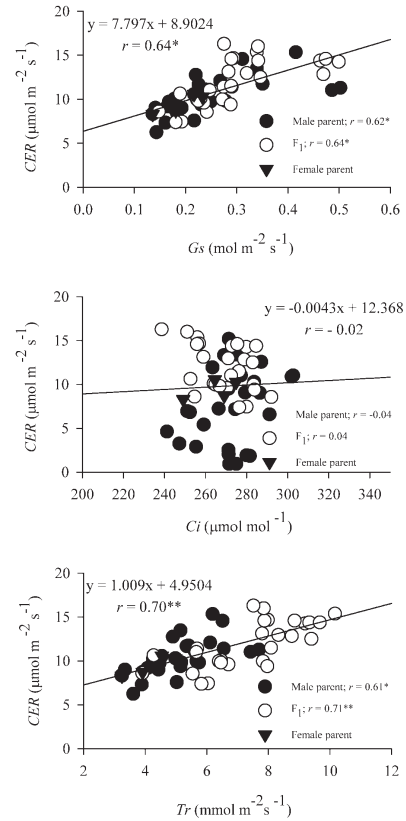 y = 7.797x + 8.9024
r = 0.64*
20
15
10
5
0
CER (μmol m⁻² s⁻¹)
Male parent; r = 0.62*
F₁; r = 0.64*
Female parent
0.0 0.1 0.2 0.3 0.4 0.5 0.6
Gs (mol m⁻² s⁻¹)
y = -0.0043x + 12.368
r = - 0.02
20
15
10
5
0
CER (μmol m⁻² s⁻¹)
Male parent; r = -0.04
F₁; r = 0.04
Female parent
200 220 240 260 280 300 320 340
Ci (μmol mol⁻¹)
y = 1.009x + 4.9504
r = 0.70**
20
15
10
5
0
CER (μmol m⁻² s⁻¹)
Male parent; r = 0.61*
F₁; r = 0.71**
Female parent
2 4 6 8 10 12
Tr (mmol m⁻²s⁻¹)